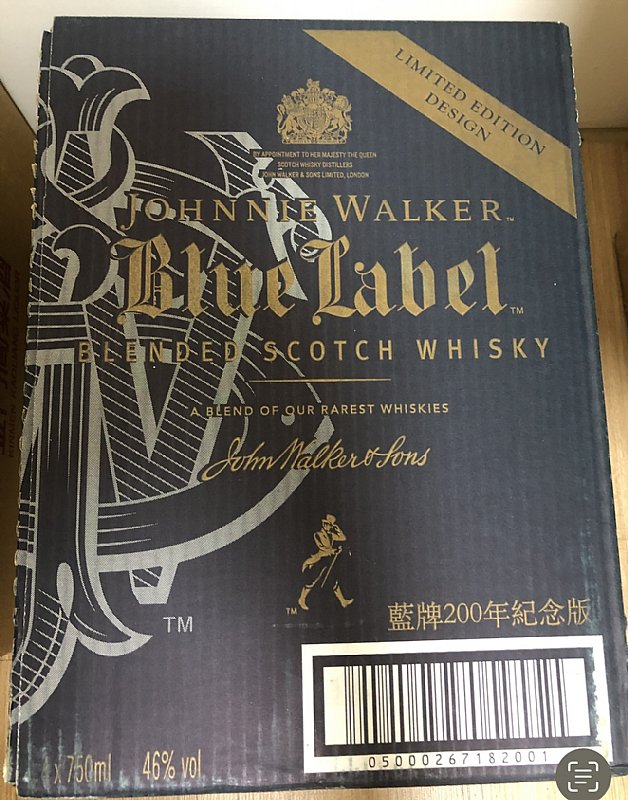 LIMITED EDITION
DESIGN
BY APPOINTMENT TO HER MAJESTY THE QUEEN
SCOTCH WHISKY DISTILLERS
JOHN WALKER & SONS LIMITED, LONDON
JOHNNIE WALKER™
Blue Label™
BLENDED SCOTCH WHISKY
A BLEND OF OUR RAREST WHISKIES
John Walker & Sons
TM
TM
藍牌200年紀念版
x 750ml 46% vol
05000267182001